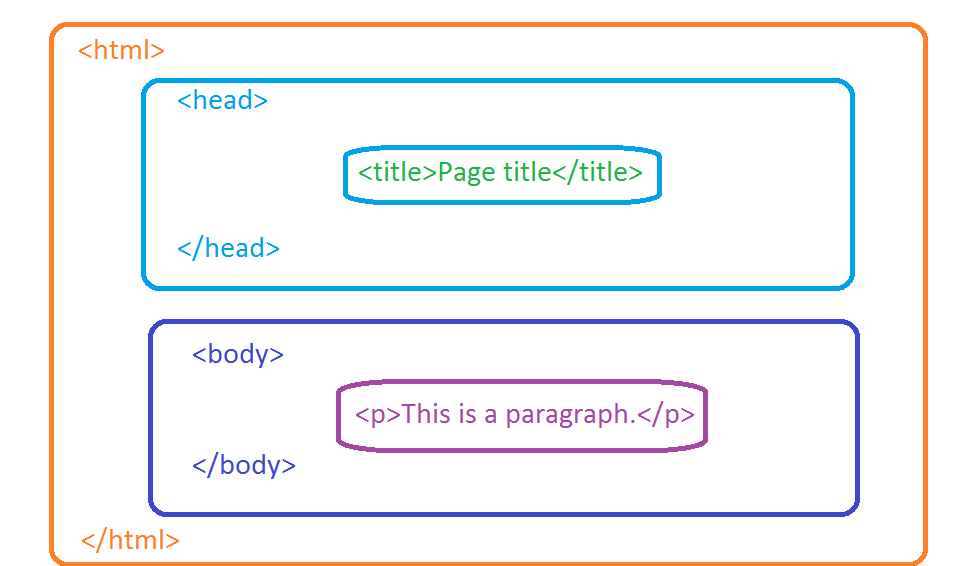 <html>
<head>
<title>Page title</title>
</head>
<body>
<p>This is a paragraph.</p>
</body>
</html>